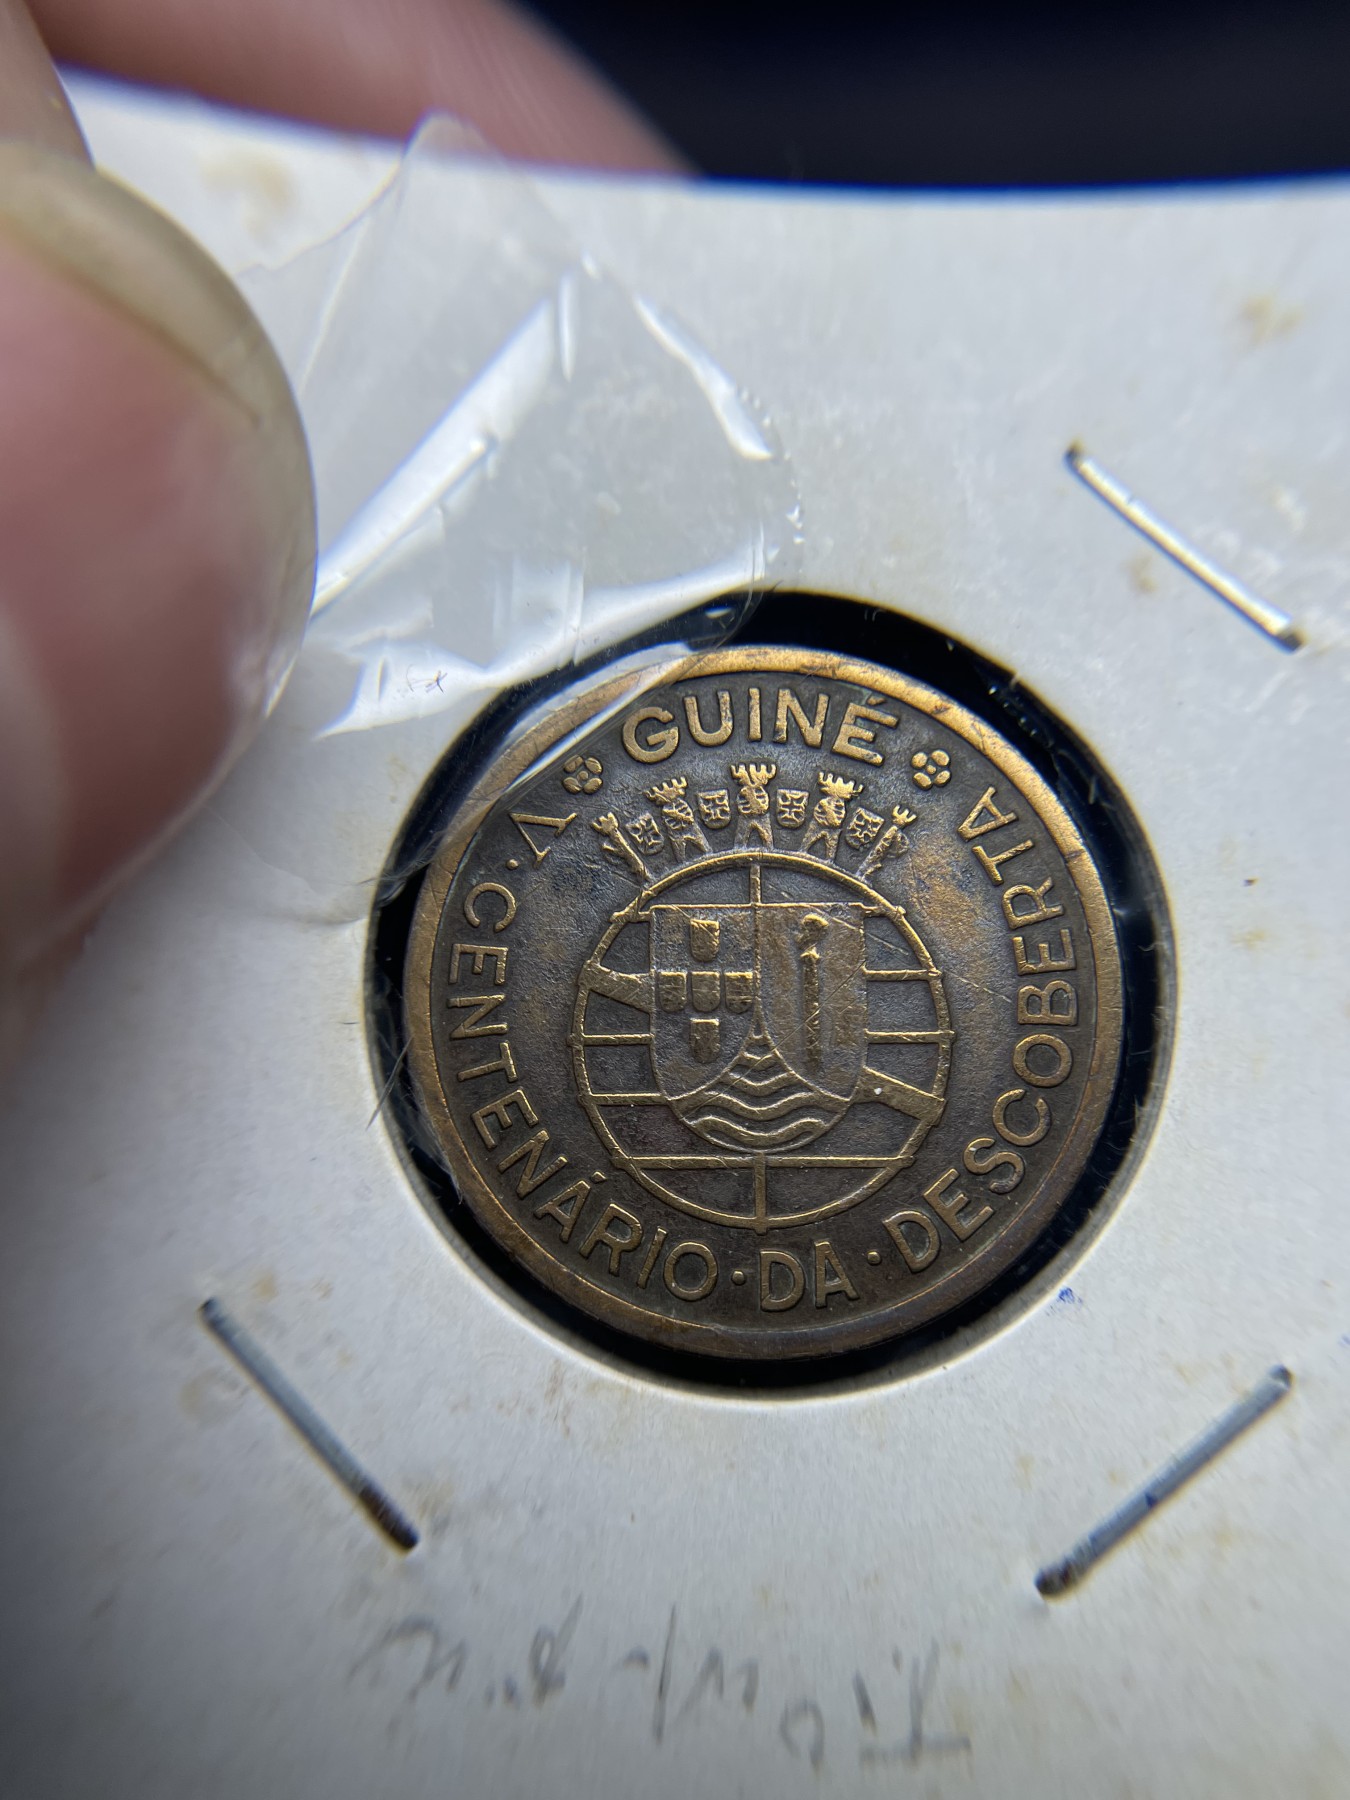 GUINÉ
V · CENTENÁRIO · DA · DESCOBERTA